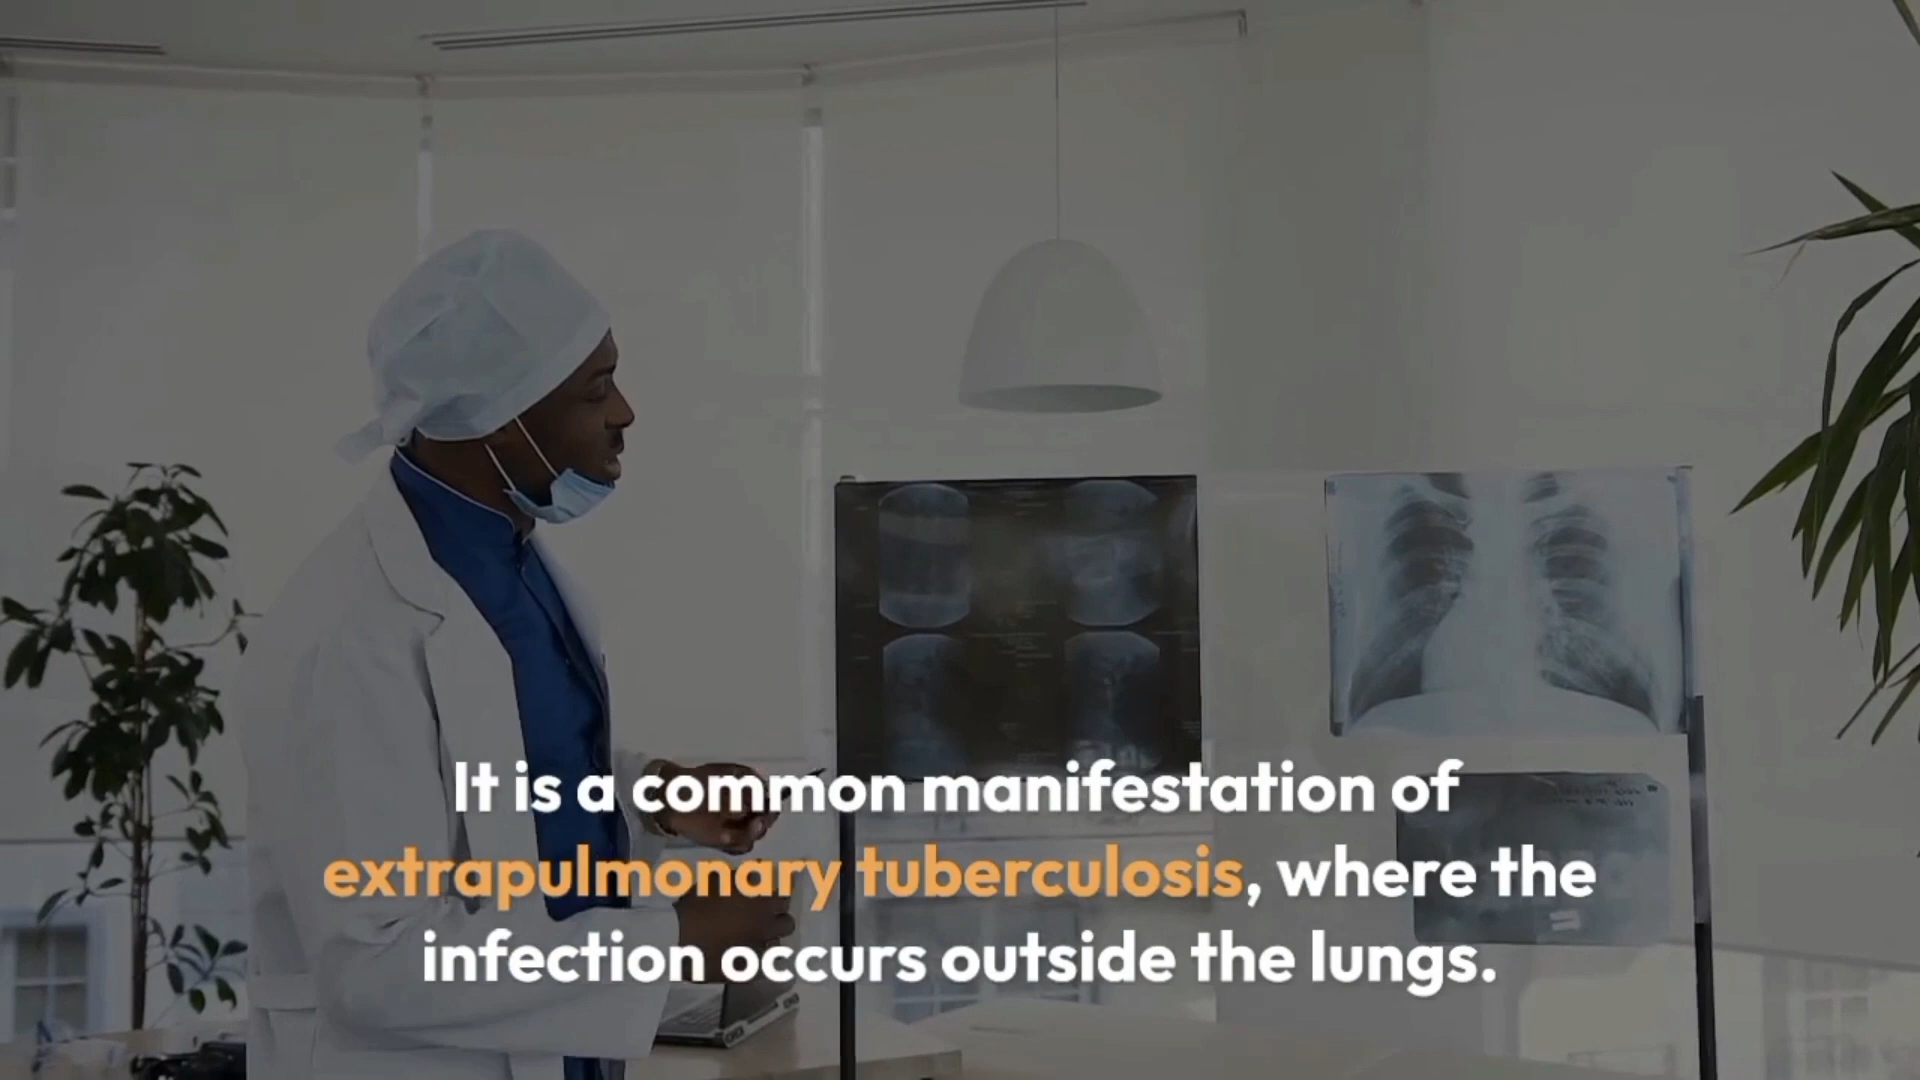 It is a common manifestation of
extrapulmonary tuberculosis, where the
infection occurs outside the lungs.